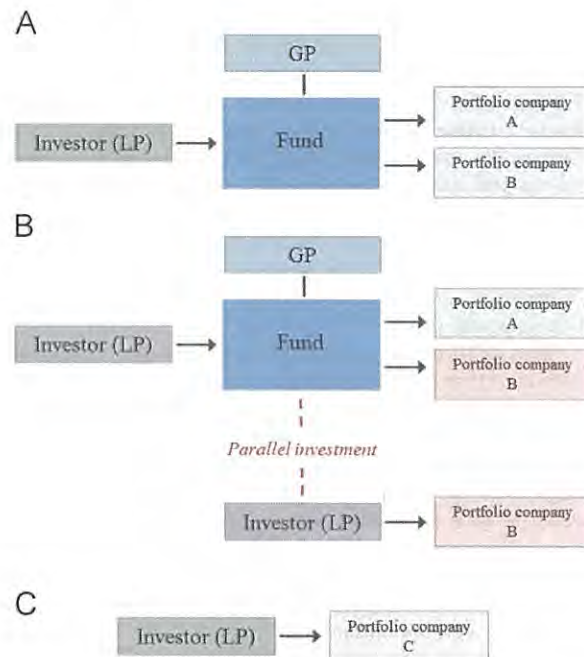 A
GP
Investor (LP)
Fund
Portfolio company
A
Portfolio company
B
B
GP
Investor (LP)
Fund
Portfolio company
A
Portfolio company
B
Parallel investment
Investor (LP)
Portfolio company
B
C
Investor (LP)
Portfolio company
C